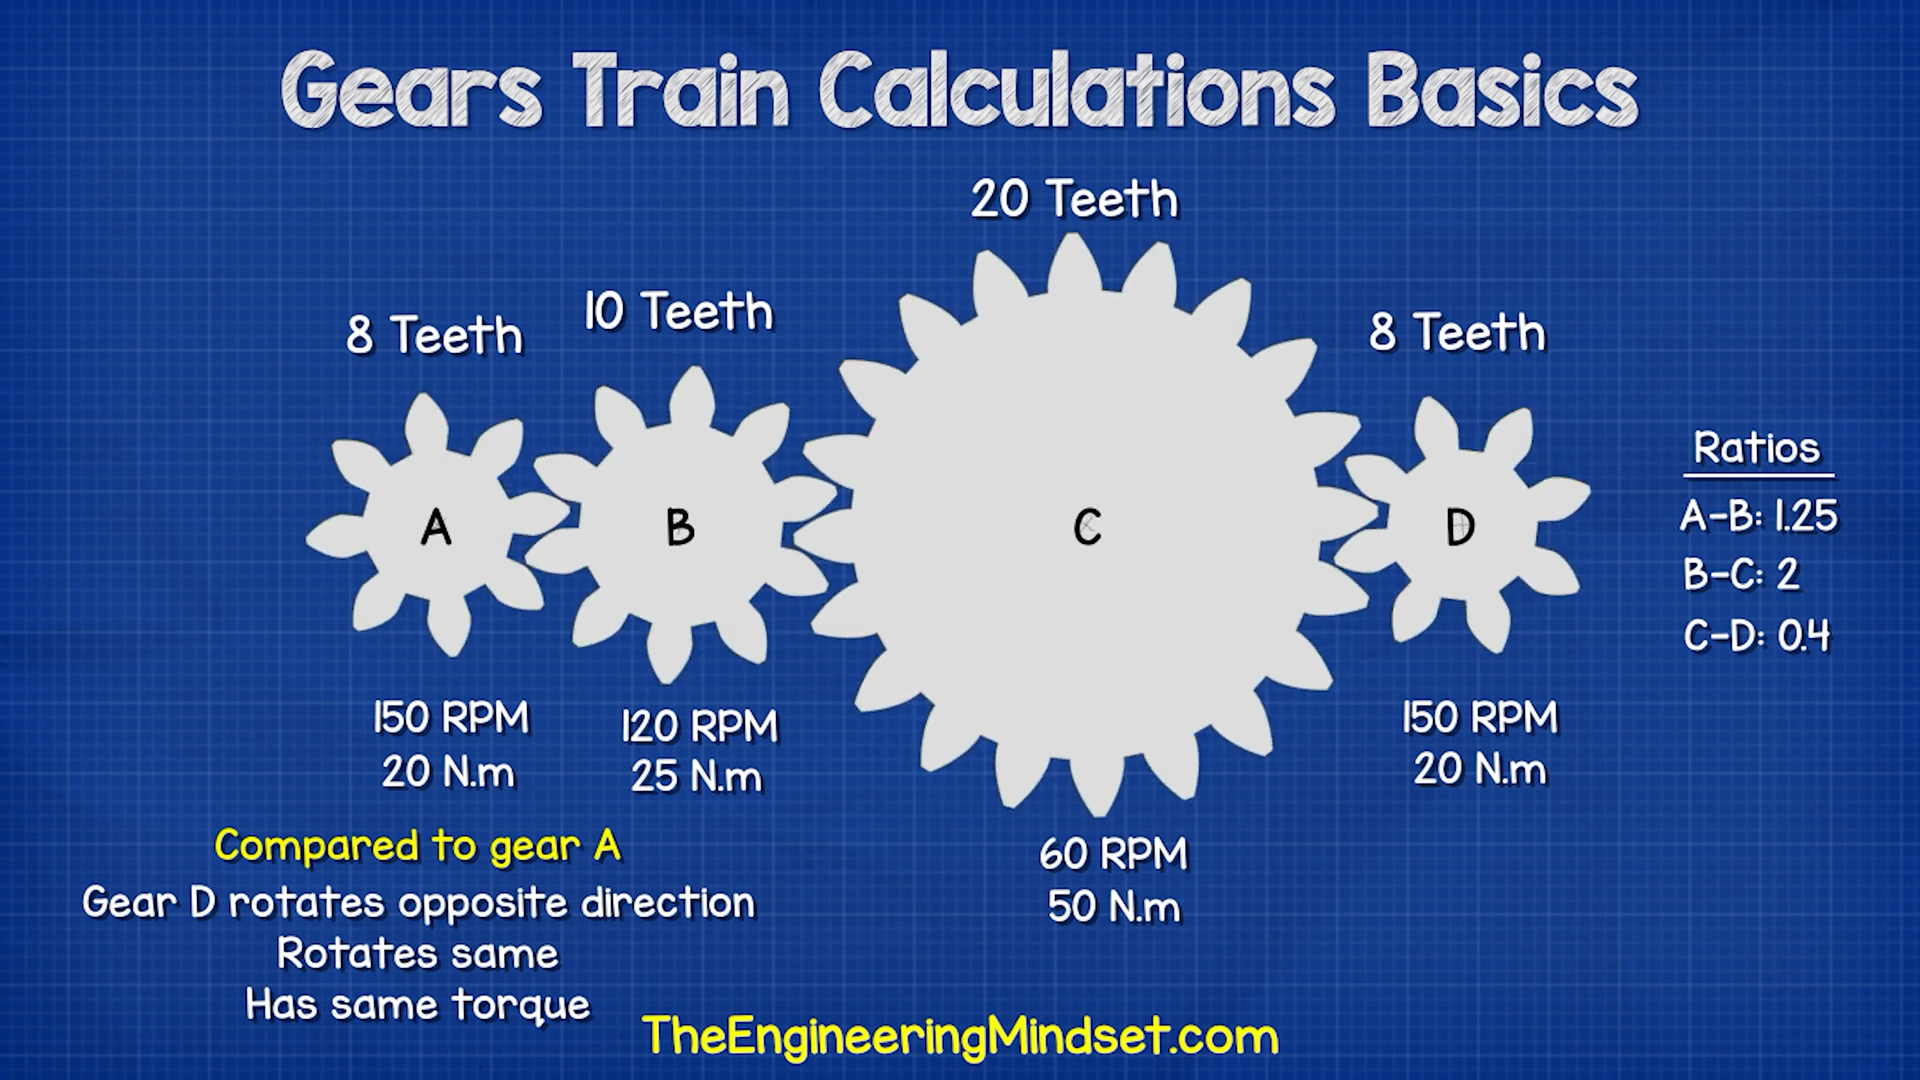 Gears Train Calculations Basics
20 Teeth
8 Teeth
10 Teeth
8 Teeth
A
B
C
D
Ratios
A-B: 1.25
B-C: 2
C-D: 0.4
150 RPM
20 N.m
120 RPM
25 N.m
60 RPM
50 N.m
150 RPM
20 N.m
Compared to gear A
Gear D rotates opposite direction
Rotates same
Has same torque
TheEngineeringMindset.com